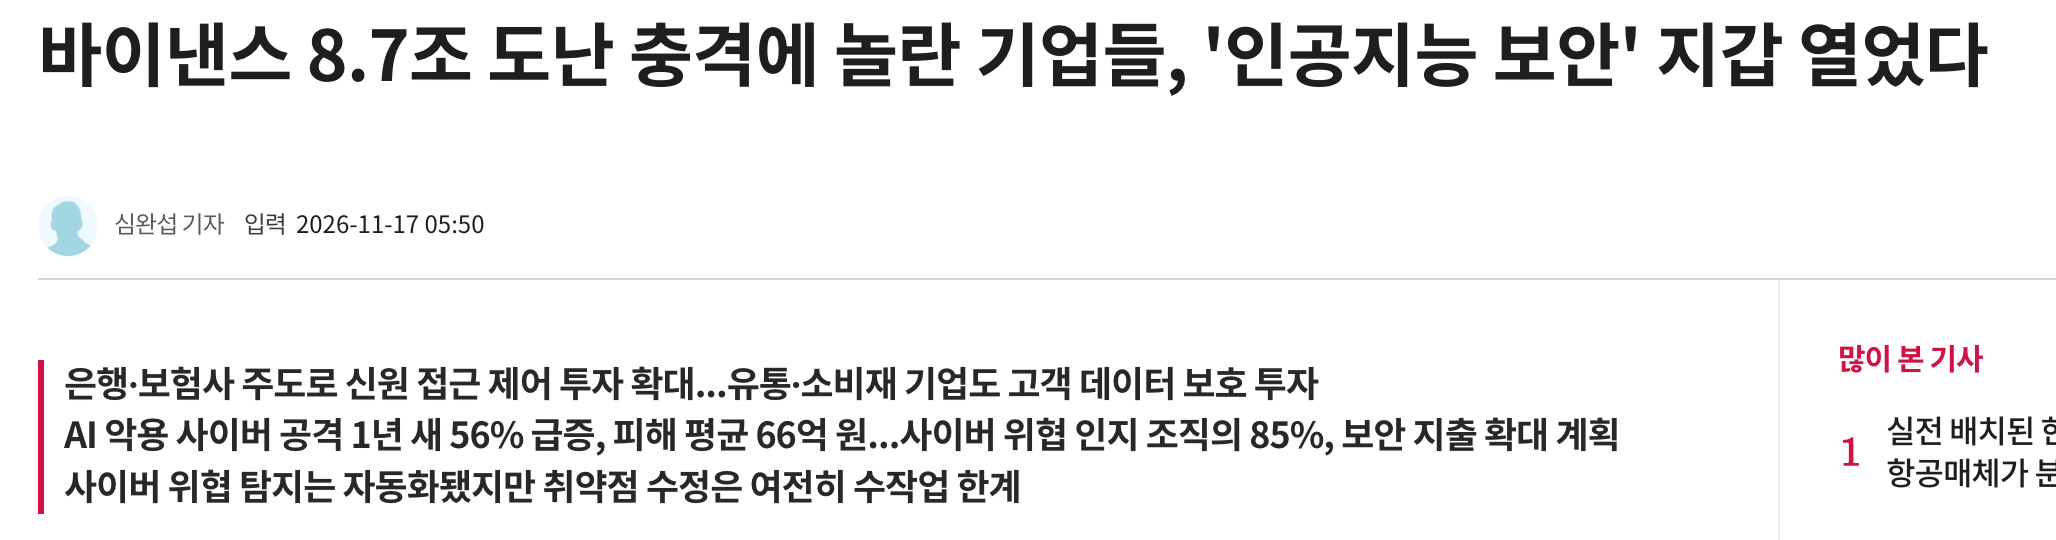 바이낸스 8.7조 도난 충격에 놀란 기업들, '인공지능 보안' 지갑 열었다
심완섭 기자 입력 2026-11-17 05:50
은행·보험사 주도로 신원 접근 제어 투자 확대...유통·소비재 기업도 고객 데이터 보호 투자
AI 악용 사이버 공격 1년 새 56% 급증, 피해 평균 66억 원...사이버 위협 인지 조직의 85%, 보안 지출 확대 계획
사이버 위협 탐지는 자동화됐지만 취약점 수정은 여전히 수작업 한계
많이 본 기사
1
실전 배치된
항공매체가